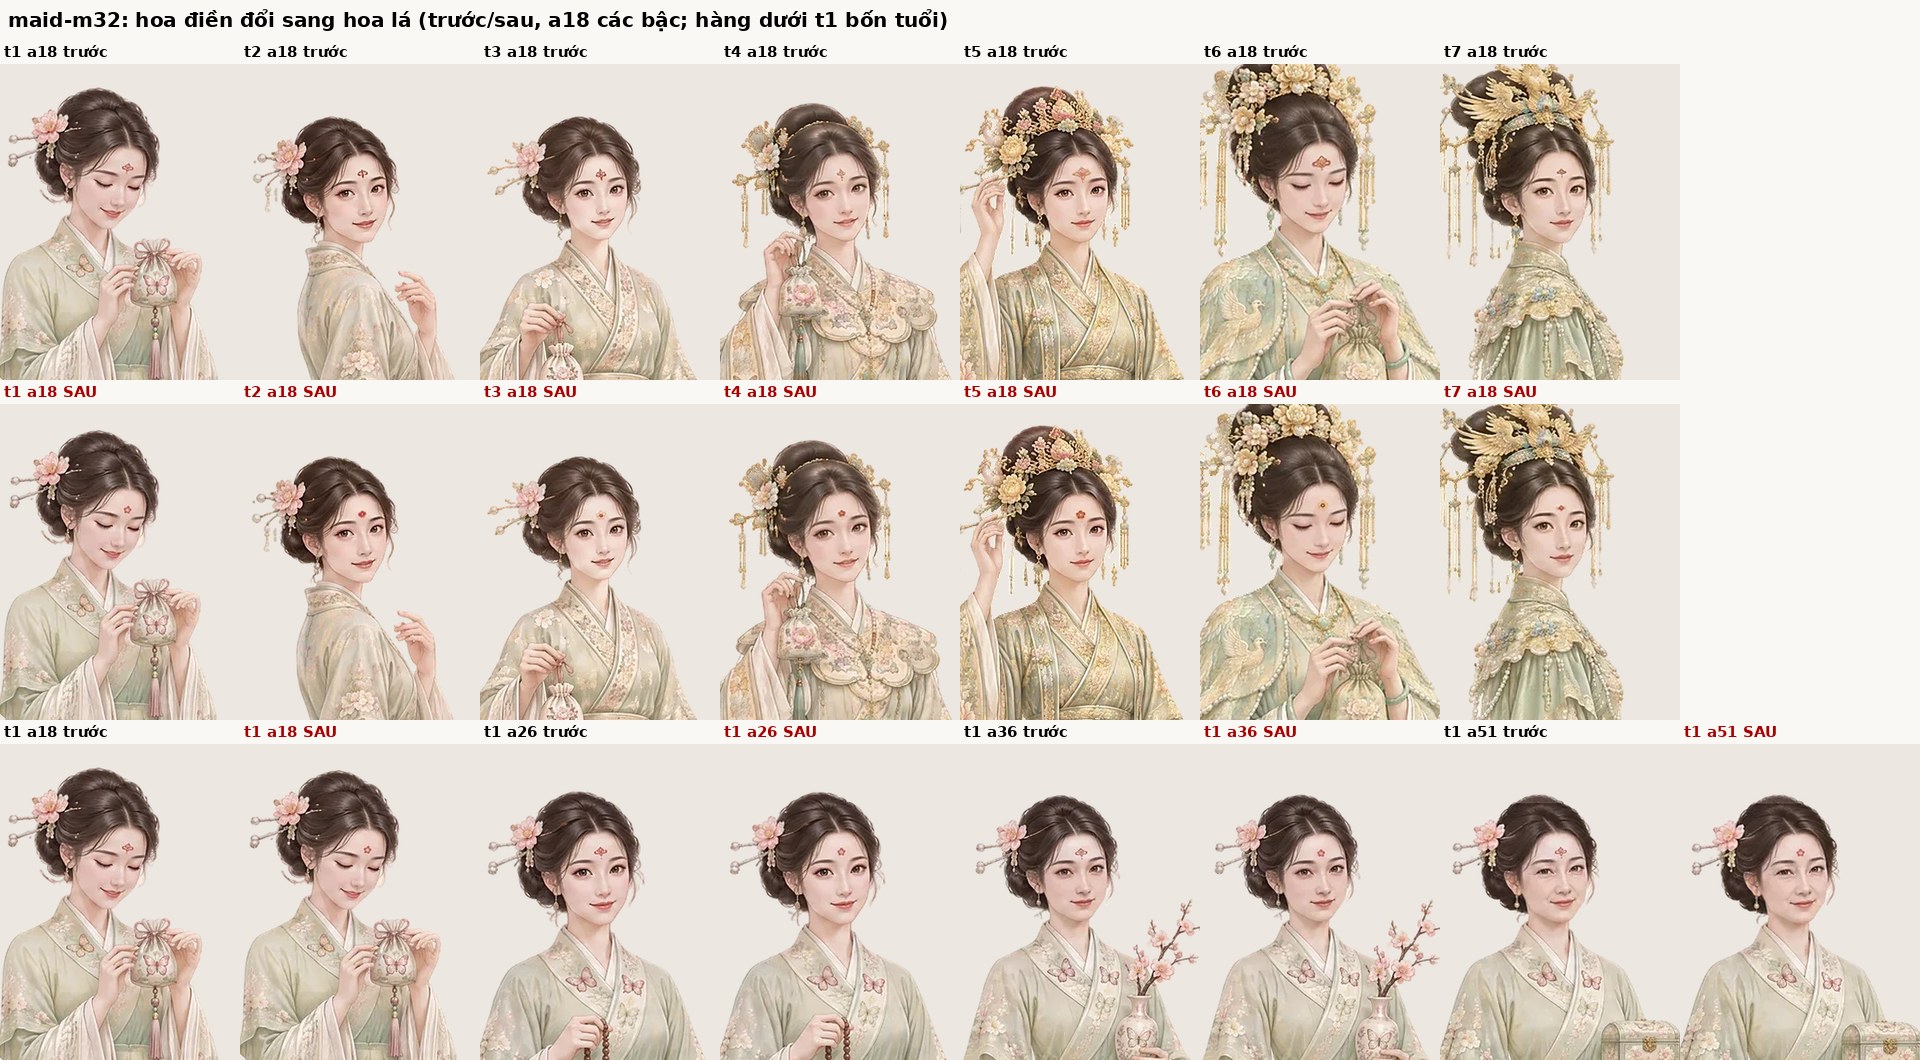 maid-m32: hoa điền đổi sang hoa lá (trước/sau, a18 các bậc; hàng dưới t1 bốn tuổi)
t1 a18 trước
t2 a18 trước
t3 a18 trước
t4 a18 trước
t5 a18 trước
t6 a18 trước
t7 a18 trước
t1 a18 SAU
t2 a18 SAU
t3 a18 SAU
t4 a18 SAU
t5 a18 SAU
t6 a18 SAU
t7 a18 SAU
t1 a18 trước
t1 a18 SAU
t1 a26 trước
t1 a26 SAU
t1 a36 trước
t1 a36 SAU
t1 a51 trước
t1 a51 SAU